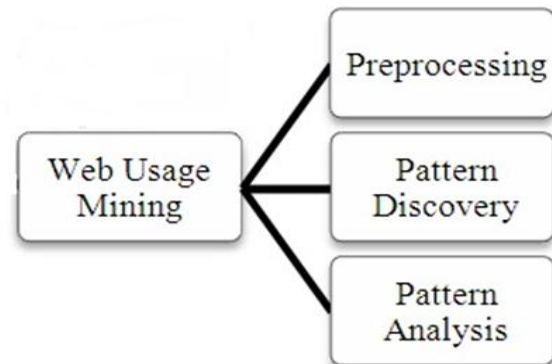 Preprocessing
Web Usage
Mining
Pattern
Discovery
Pattern
Analysis